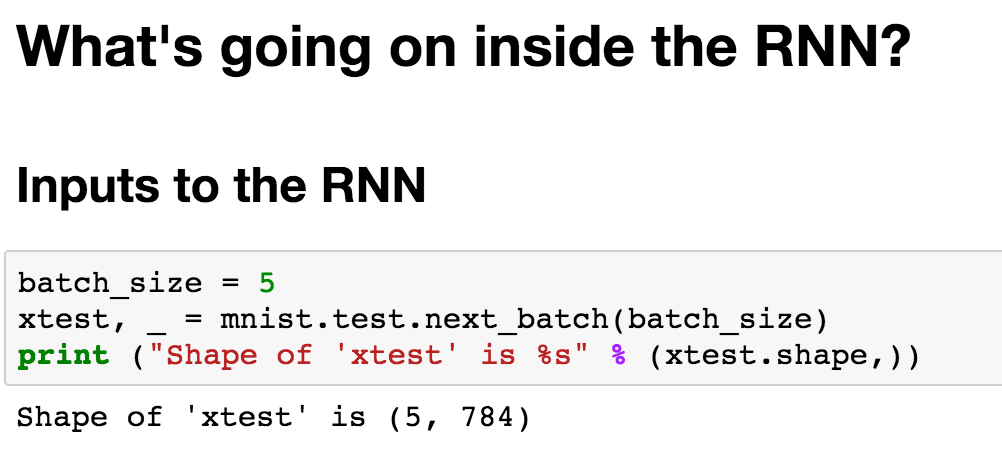 What's going on inside the RNN?
Inputs to the RNN
batch_size = 5
xtest, _ = mnist.test.next_batch(batch_size)
print ("Shape of 'xtest' is %s" % (xtest.shape,))
Shape of 'xtest' is (5, 784)